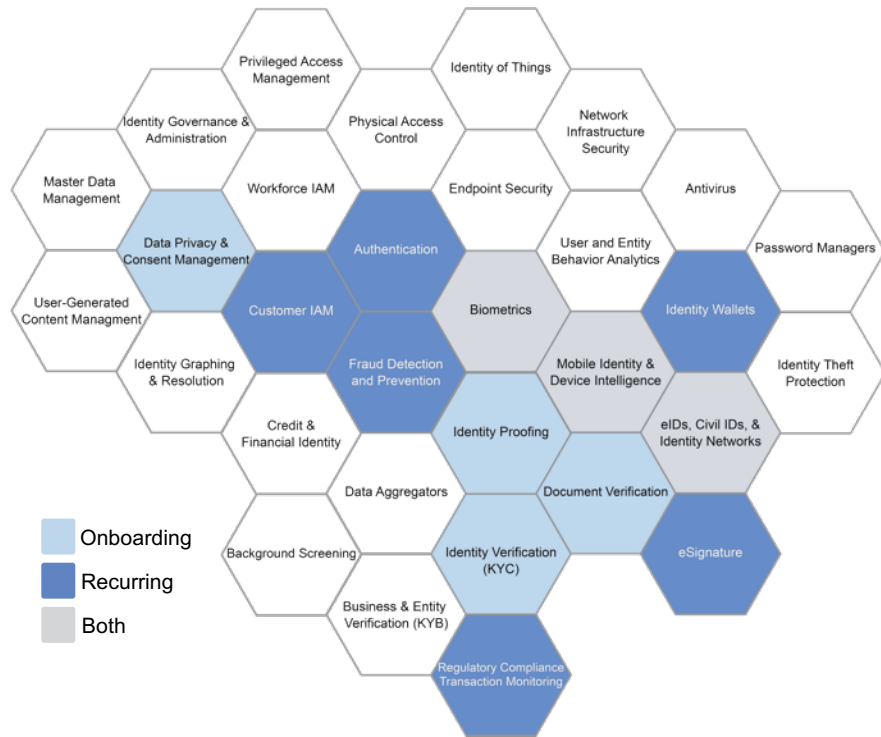 Privileged Access
Management
Identity of Things
Identity Governance &
Administration
Physical Access
Control
Network
Infrastructure
Security
Master Data
Management
Workforce IAM
Endpoint Security
Antivirus
Data Privacy &
Consent Management
Authentication
User and Entity
Behavior Analytics
Password Managers
User-Generated
Content Managment
Customer IAM
Biometrics
Identity Wallets
Identity Graphing
& Resolution
Fraud Detection
and Prevention
Mobile Identity &
Device Intelligence
Identity Theft
Protection
Credit &
Financial Identity
Identity Proofing
eIDs, Civil IDs, &
Identity Networks
Data Aggregators
Document Verification
Background Screening
Identity Verification
(KYC)
eSignature
Business & Entity
Verification (KYB)
Regulatory Compliance
Transaction Monitoring
Onboarding
Recurring
Both